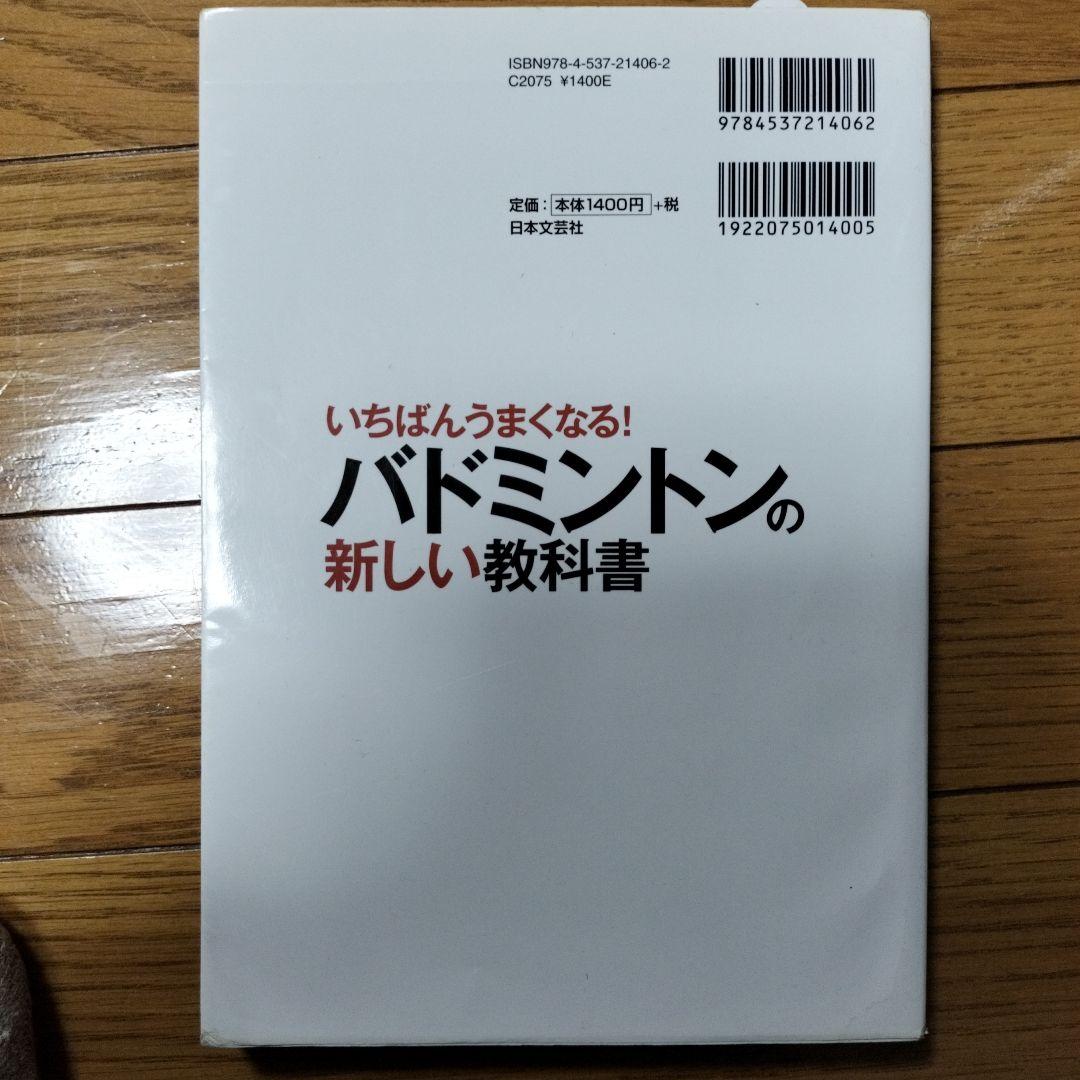 ISBN978-4-537-21406-2
C2075 ¥1400E
9784537214062
定価：本体1400円+税
日本文芸社
1922075014005
いちばんうまくなる！
バドミントンの
新しい教科書